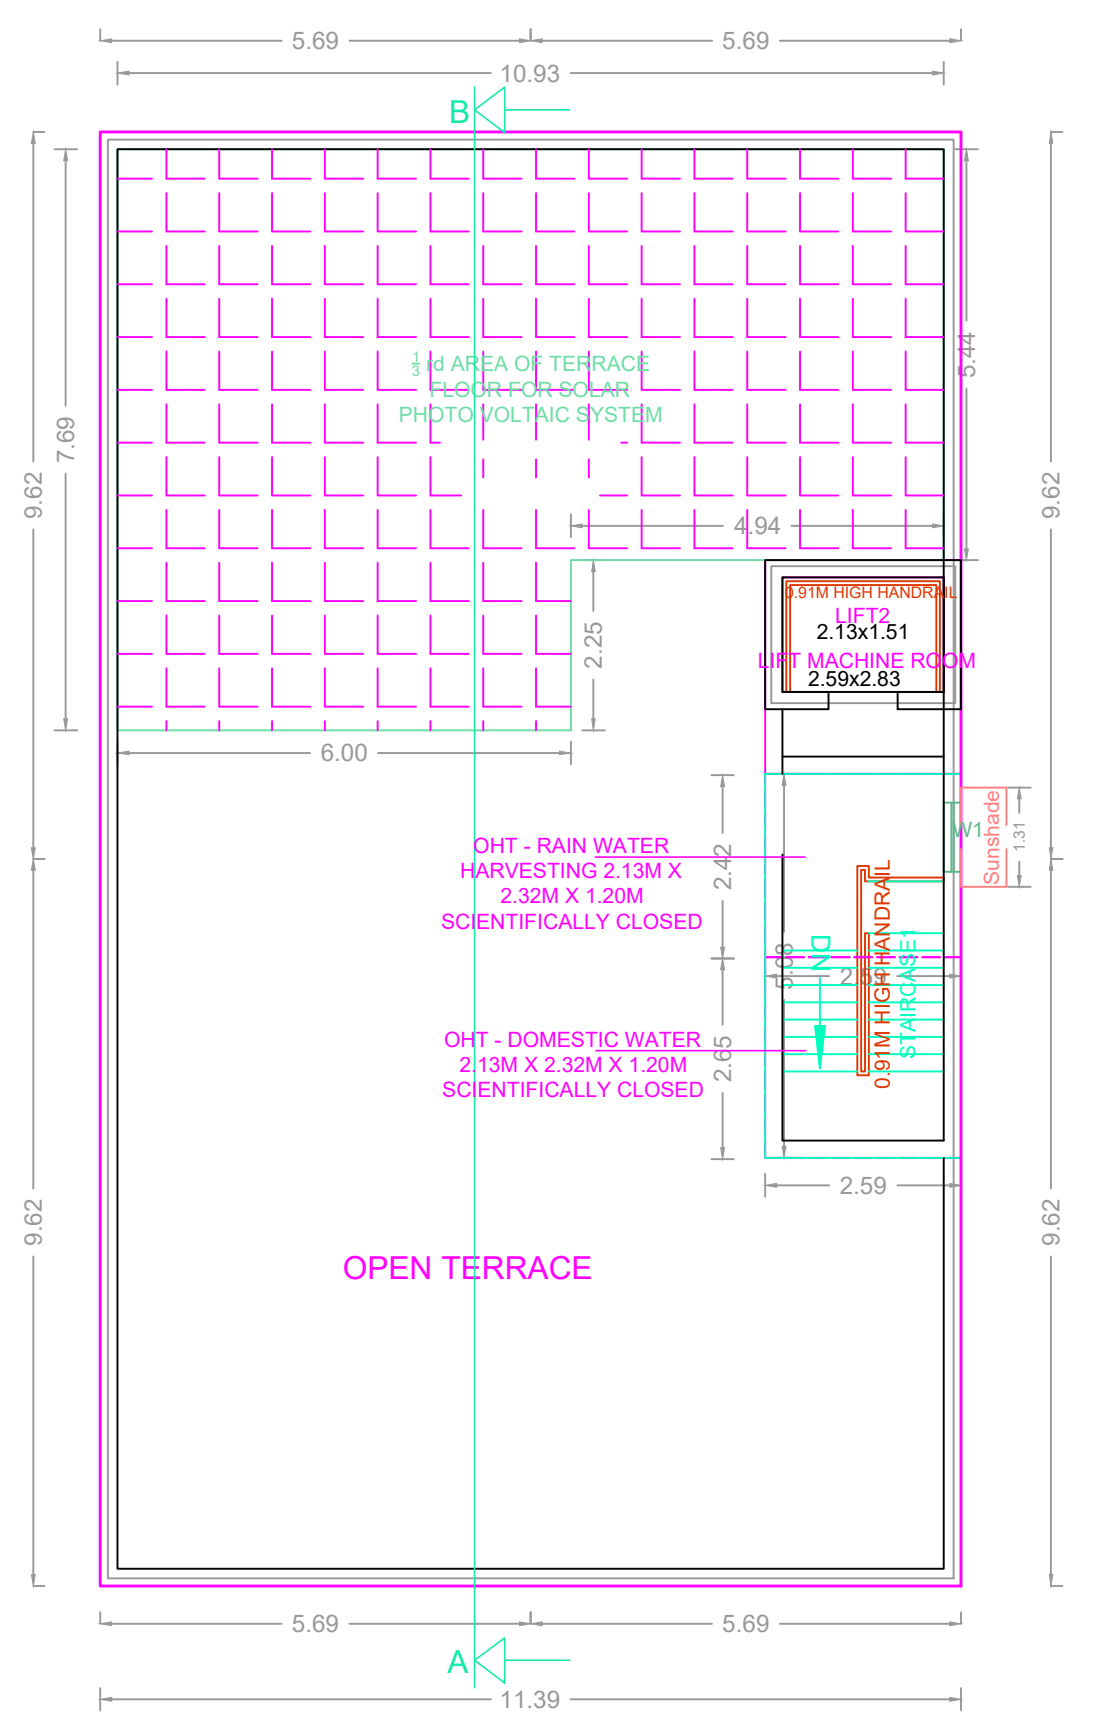 5.69
5.69
10.93
B
5.44
7.69
9.62
9.62
1/3 rd AREA OF TERRACE
FLOOR FOR SOLAR
PHOTO VOLTAIC SYSTEM
4.94
0.91M HIGH HANDRAIL
LIFT2
2.13x1.51
LIFT MACHINE ROOM
2.59x2.83
2.25
6.00
Sunshade
1.31
W1
2.42
OHT - RAIN WATER
HARVESTING 2.13M X
2.32M X 1.20M
SCIENTIFICALLY CLOSED
DN
5.08
2.59
0.91M HIGH HANDRAIL
STAIRCASE1
OHT - DOMESTIC WATER
2.13M X 2.32M X 1.20M
SCIENTIFICALLY CLOSED
2.65
2.59
9.62
9.62
OPEN TERRACE
5.69
5.69
A
11.39